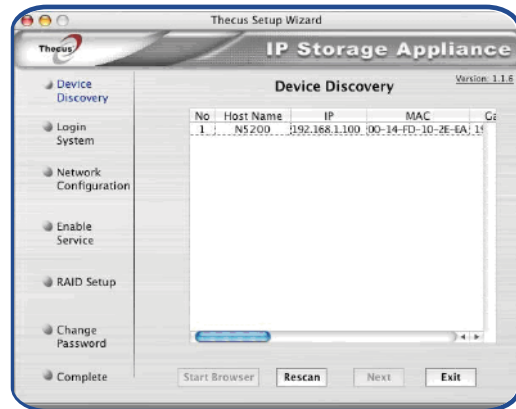 Thecus Setup Wizard
Thecus
IP Storage Appliance
Version: 1.1.6
Device Discovery
Device
Discovery
Login
System
Network
Configuration
Enable
Service
RAID Setup
Change
Password
Complete
No Host Name IP MAC Ga
1 N5200 192.168.1.100 00-14-FD-10-2E-EA 19
Start Browser Rescan Next Exit